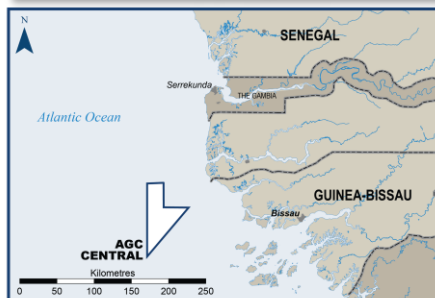 N
SENEGAL
Serrekunda
THE GAMBIA
Atlantic Ocean
GUINEA-BISSAU
Bissau
AGC
CENTRAL
Kilometres
0 50 100 150 200 250